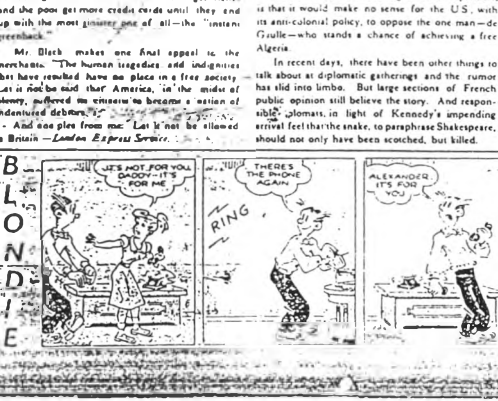 and the poor get more credit cards until they end
up with the most sinister one of all—the "instant
greenback."
Mr. Black makes one final appeal to the
merchants. "The human tragedies and indignities
that have resulted have no place in a free society
Let it not be said that America, in the midst of
plenty, suffered its citizens to become a nation of
indentured debtors."
And one plea from me: Let it not be allowed
in Britain —London Express Service.
is that it would make no sense for the U.S., with
its anti-colonial policy, to oppose the one man—de
Gaulle—who stands a chance of achieving a free
Algeria.
In recent days, there have been other things to
talk about at diplomatic gatherings and the rumor
has slid into limbo. But large sections of French
public opinion still believe the story. And respon-
sible diplomats, in light of Kennedy's impending
arrival feel that the snake, to paraphrase Shakespeare,
should not only have been scotched, but killed.
BLONDIE
IT'S NOT FOR YOU,
DADDY-IT'S
FOR ME
THERE'S
THE PHONE
AGAIN
RING
ALEXANDER,
IT'S FOR
YOU